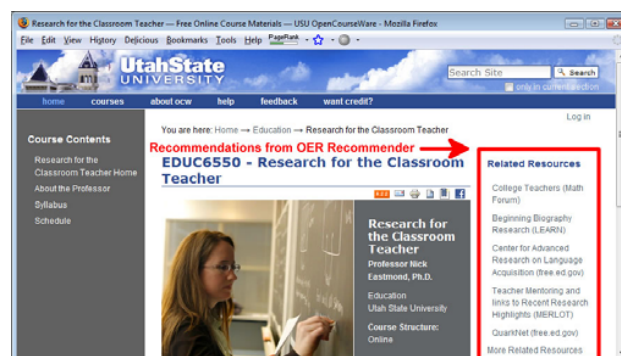 Research for the Classroom Teacher — Free Online Course Materials — USU OpenCourseWare - Mozilla Firefox
File Edit View History Delicious Bookmarks Tools Help PageRank
UtahState
UNIVERSITY
Search Site
Search
only in current section
home courses about ocw help feedback want credit?
Log in
You are here: Home → Education → Research for the Classroom Teacher
Recommendations from OER Recommender
Course Contents
Research for the
Classroom Teacher Home
About the Professor
Syllabus
Schedule
EDUC6550 - Research for the Classroom
Teacher
Research for
the Classroom
Teacher
Professor Nick
Eastmond, Ph.D.
Education
Utah State University
Course Structure:
Online
Related Resources
College Teachers (Math
Forum)
Beginning Biography
Research (LEARN)
Center for Advanced
Research on Language
Acquisition (free.ed.gov)
Teacher Mentoring and
links to Recent Research
Highlights (MERLOT)
QuarkNet (free.ed.gov)
More Related Resources